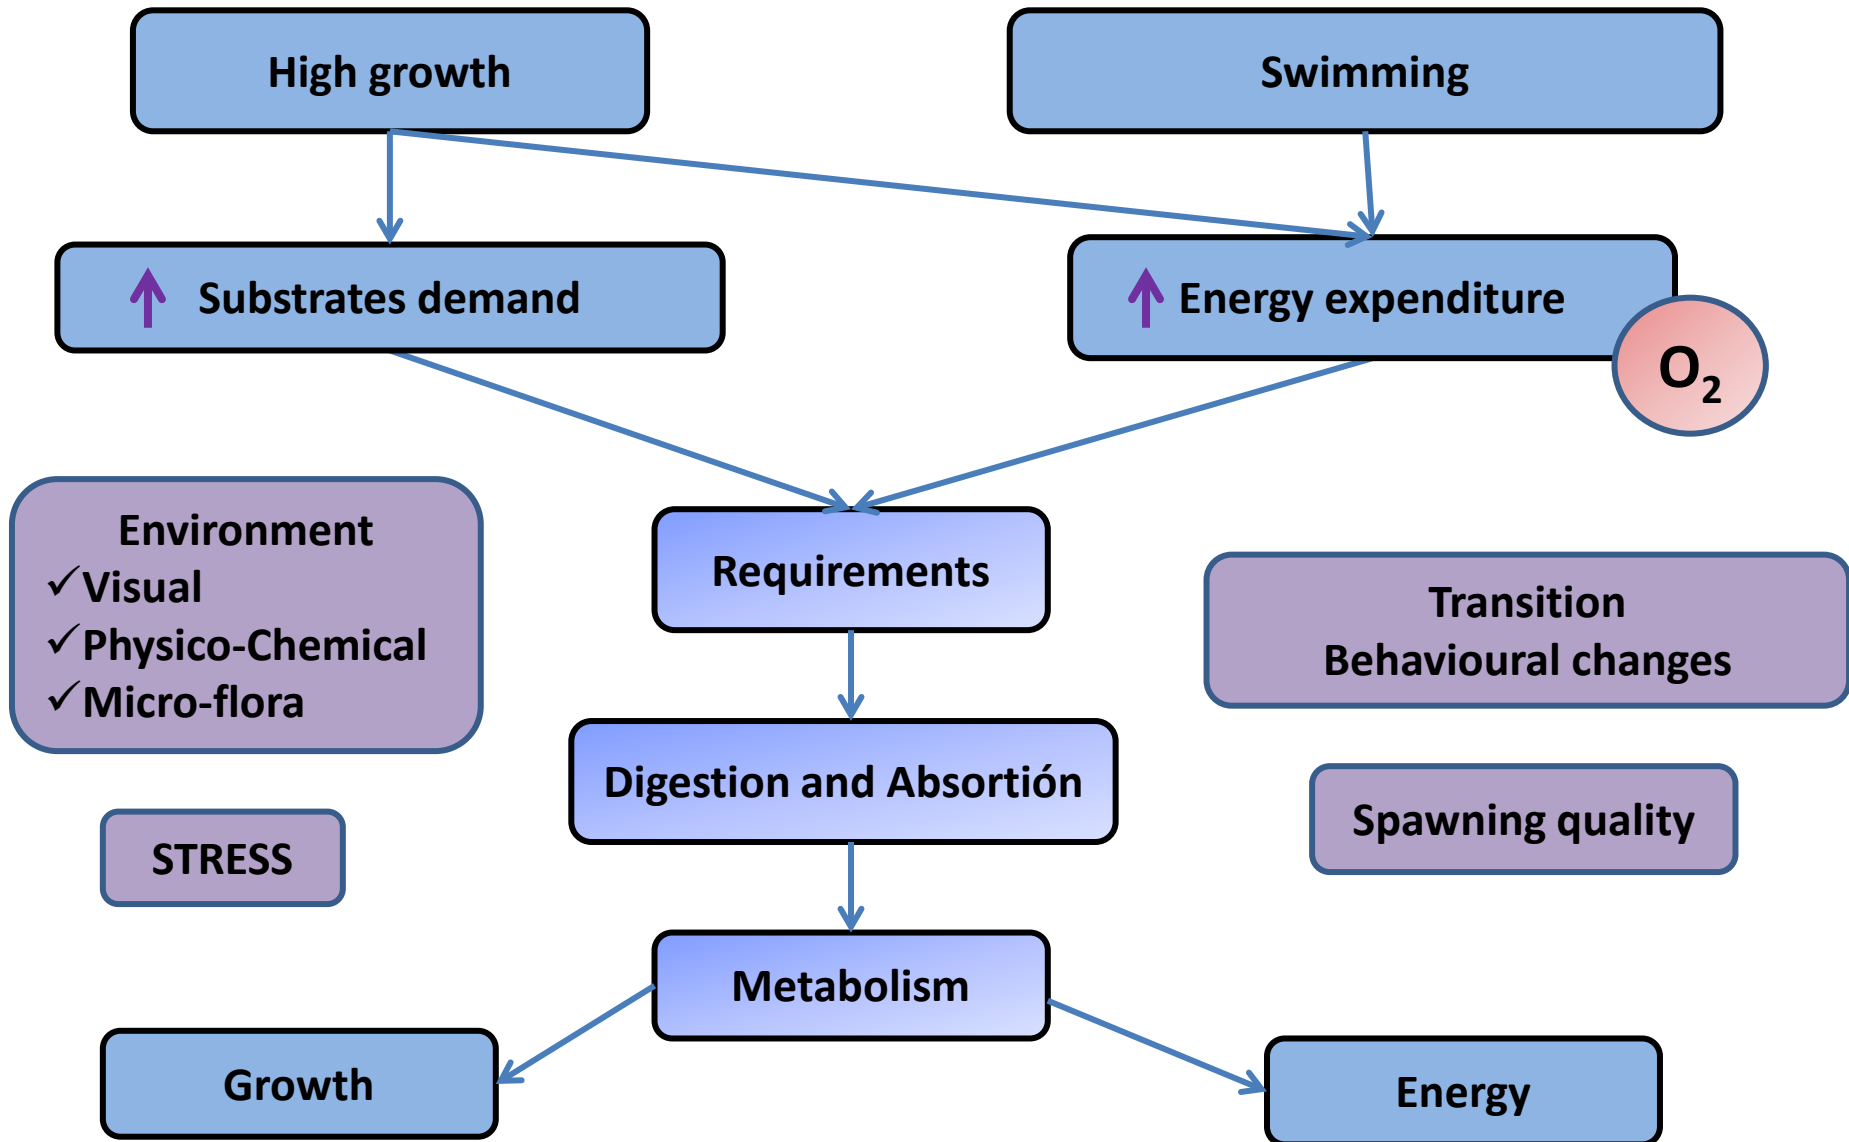 High growth
Swimming
Substrates demand
Energy expenditure
O₂
Environment
✓Visual
✓Physico-Chemical
✓Micro-flora
Requirements
Transition
Behavioural changes
Digestion and Absortión
Spawning quality
STRESS
Metabolism
Growth
Energy